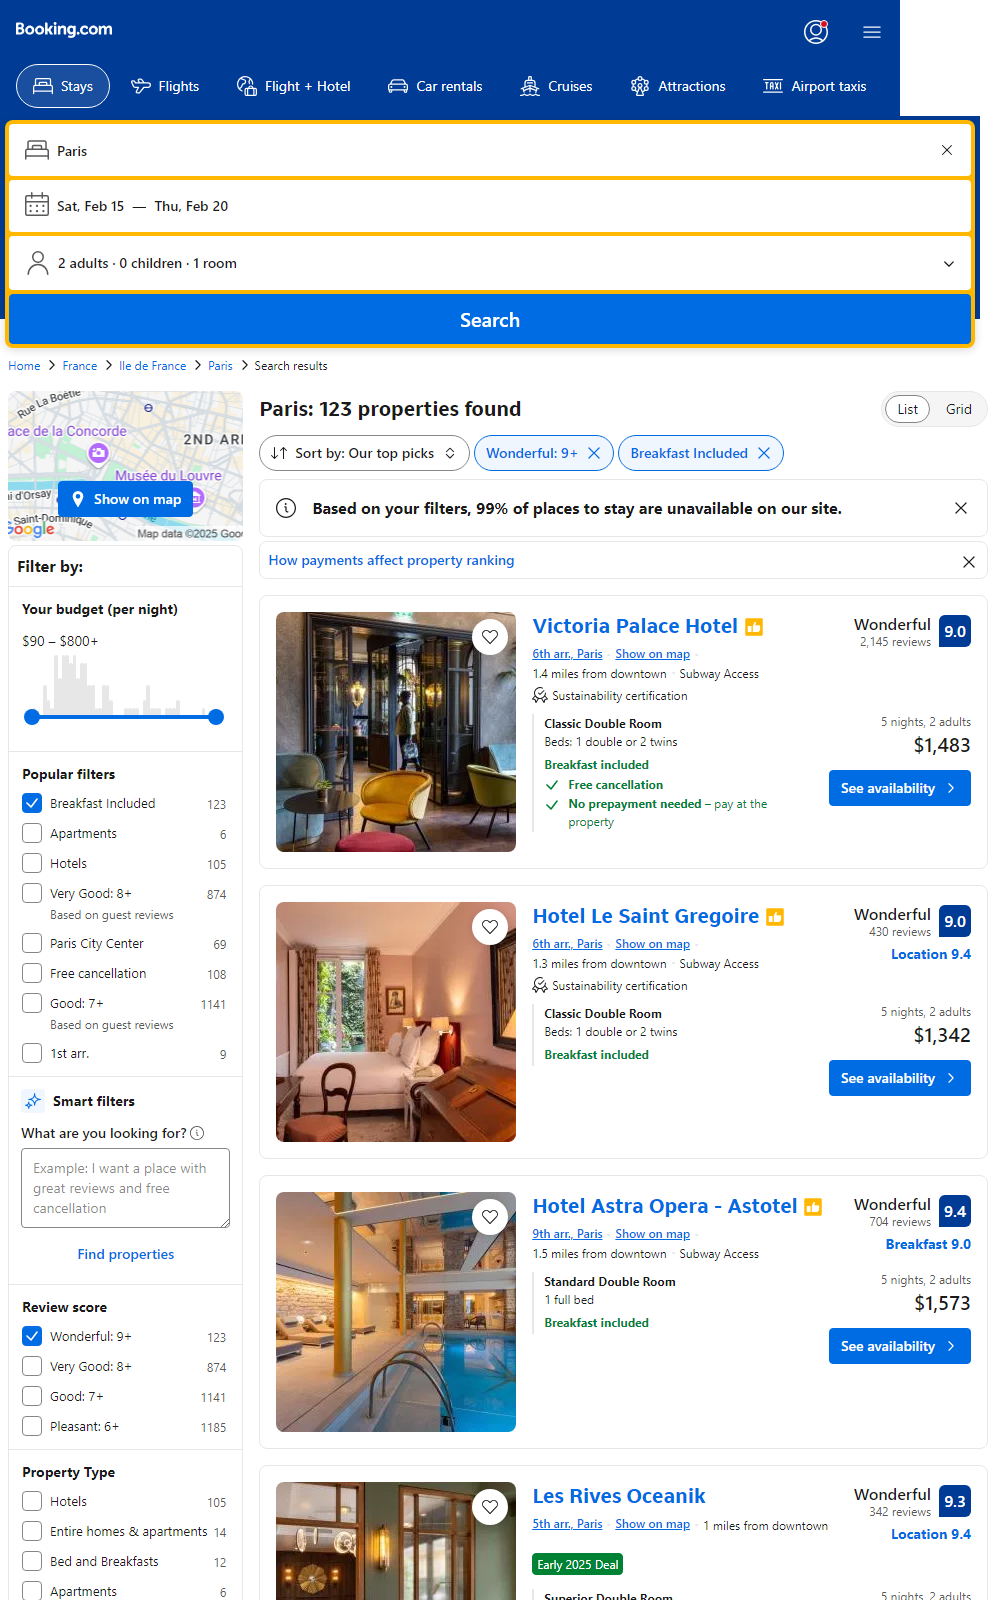 Booking.com
Stays
Flights
Flight + Hotel
Car rentals
Cruises
Attractions
TAXI Airport taxis
Paris
Sat, Feb 15 — Thu, Feb 20
2 adults · 0 children · 1 room
Search
Home > France > Ile de France > Paris > Search results
Rue La Boétie
ace de la Concorde
2ND ARI
Musée du Louvre
i d'Orsay
Show on map
Saint-Dominique
Google
Map data ©2025 Goo
Filter by:
Your budget (per night)
$90 – $800+
Popular filters
Breakfast Included 123
Apartments 6
Hotels 105
Very Good: 8+ 874
Based on guest reviews
Paris City Center 69
Free cancellation 108
Good: 7+ 1141
Based on guest reviews
1st arr. 9
Smart filters
What are you looking for?
Example: I want a place with
great reviews and free
cancellation
Find properties
Review score
Wonderful: 9+ 123
Very Good: 8+ 874
Good: 7+ 1141
Pleasant: 6+ 1185
Property Type
Hotels 105
Entire homes & apartments 14
Bed and Breakfasts 12
Apartments 6
Paris: 123 properties found
List
Grid
Sort by: Our top picks
Wonderful: 9+
Breakfast Included
Based on your filters, 99% of places to stay are unavailable on our site.
How payments affect property ranking
Victoria Palace Hotel
Wonderful 9.0
2,145 reviews
6th arr., Paris · Show on map ·
1.4 miles from downtown · Subway Access
Sustainability certification
Classic Double Room
Beds: 1 double or 2 twins
Breakfast included
Free cancellation
No prepayment needed – pay at the
property
5 nights, 2 adults
$1,483
See availability
Hotel Le Saint Gregoire
Wonderful 9.0
430 reviews
Location 9.4
6th arr., Paris · Show on map ·
1.3 miles from downtown · Subway Access
Sustainability certification
Classic Double Room
Beds: 1 double or 2 twins
Breakfast included
5 nights, 2 adults
$1,342
See availability
Hotel Astra Opera - Astotel
Wonderful 9.4
704 reviews
Breakfast 9.0
9th arr., Paris · Show on map ·
1.5 miles from downtown · Subway Access
Standard Double Room
1 full bed
Breakfast included
5 nights, 2 adults
$1,573
See availability
Les Rives Oceanik
Wonderful 9.3
342 reviews
Location 9.4
5th arr., Paris · Show on map · 1 miles from downtown
Early 2025 Deal
Superior Double Room
5 nights, 2 adults